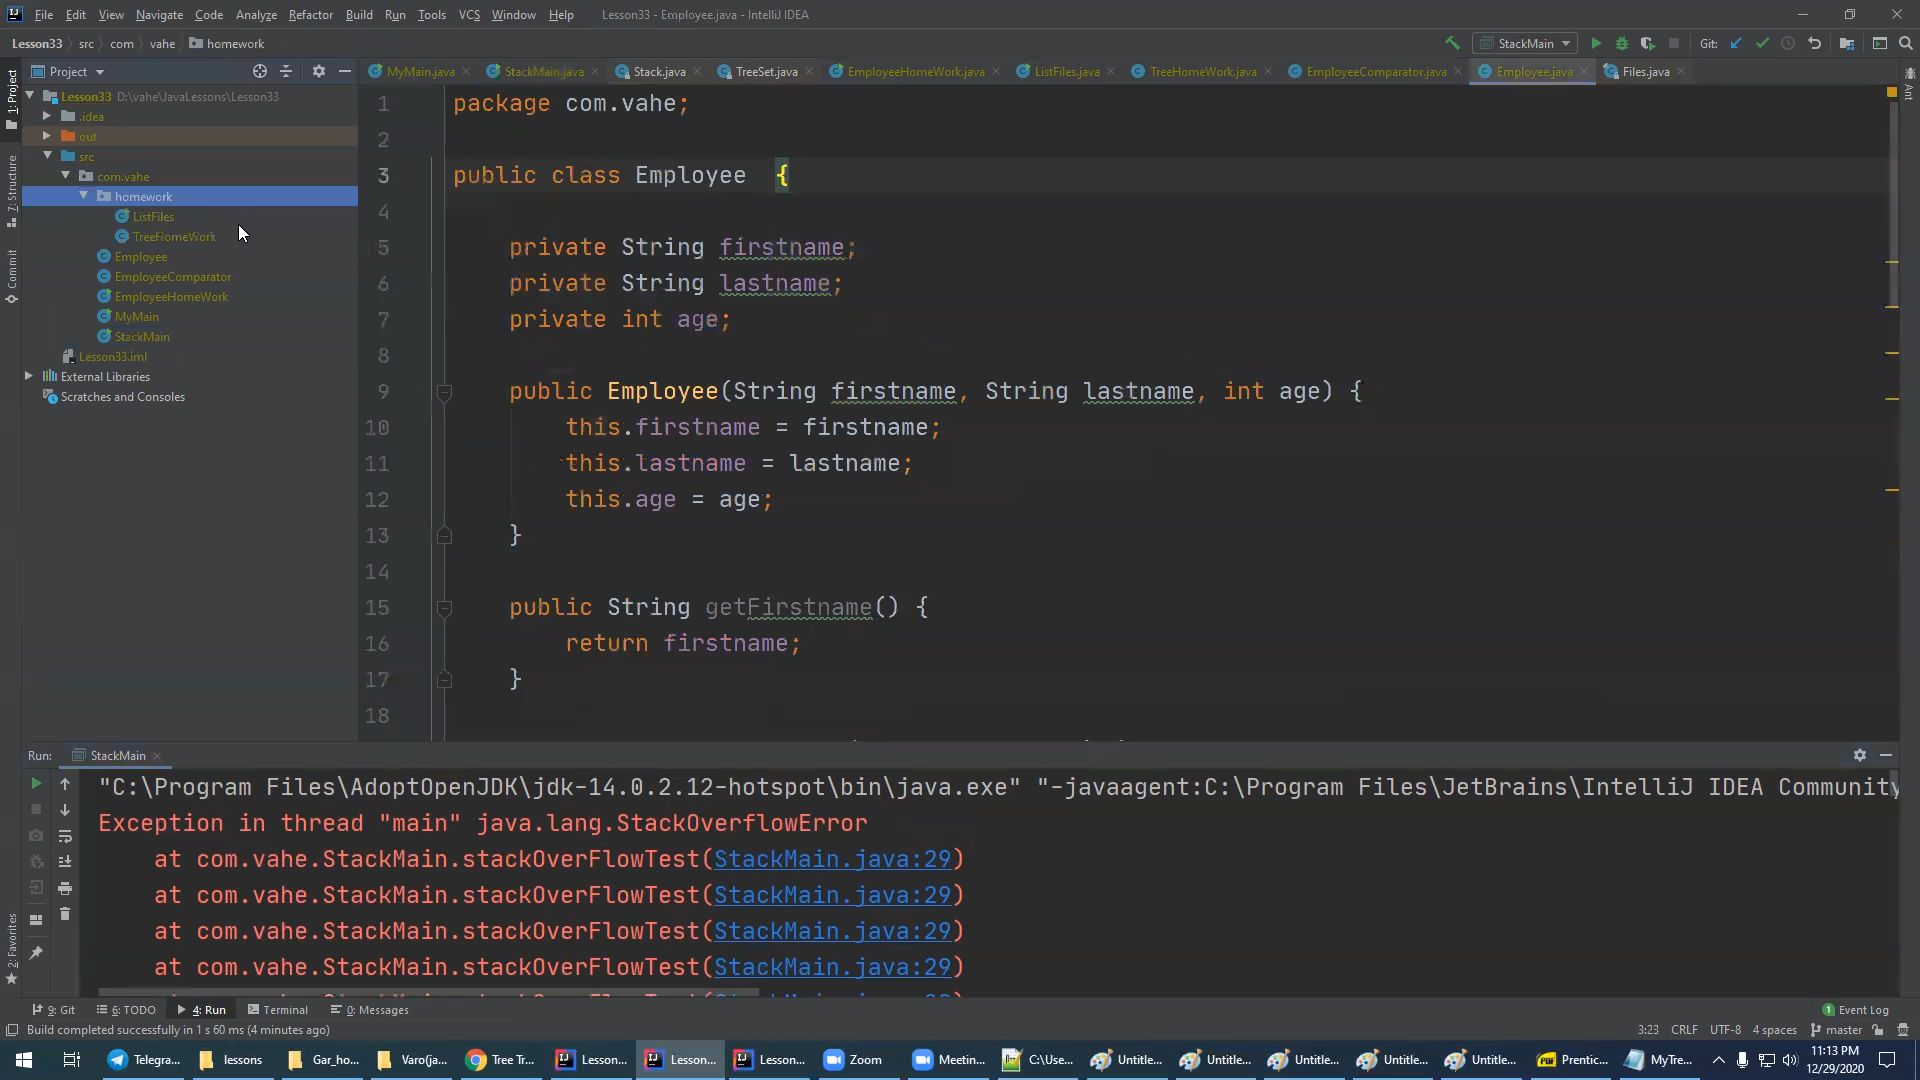 File Edit View Navigate Code Analyze Refactor Build Run Tools VCS Window Help Lesson33 - Employee.java - IntelliJ IDEA
Lesson33 src com vahe homework StackMain Git:
Project MyMain.java StackMain.java Stack.java TreeSet.java EmployeeHomeWork.java ListFiles.java TreeHomeWork.java EmployeeComparator.java Employee.java Files.java
1: Project
7: Structure
Commit
2: Favorites
Ant
Lesson33 D:\vahe\JavaLessons\Lesson33
.idea
out
src
com.vahe
homework
ListFiles
TreeHomeWork
Employee
EmployeeComparator
EmployeeHomeWork
MyMain
StackMain
Lesson33.iml
External Libraries
Scratches and Consoles
1 package com.vahe;
2
3 public class Employee {
4
5 private String firstname;
6 private String lastname;
7 private int age;
8
9 public Employee(String firstname, String lastname, int age) {
10 this.firstname = firstname;
11 this.lastname = lastname;
12 this.age = age;
13 }
14
15 public String getFirstname() {
16 return firstname;
17 }
18
Run: StackMain
"C:\Program Files\AdoptOpenJDK\jdk-14.0.2.12-hotspot\bin\java.exe" "-javaagent:C:\Program Files\JetBrains\IntelliJ IDEA Community
Exception in thread "main" java.lang.StackOverflowError
at com.vahe.StackMain.stackOverFlowTest(StackMain.java:29)
at com.vahe.StackMain.stackOverFlowTest(StackMain.java:29)
at com.vahe.StackMain.stackOverFlowTest(StackMain.java:29)
at com.vahe.StackMain.stackOverFlowTest(StackMain.java:29)
9: Git 6: TODO 4: Run Terminal 0: Messages 1 Event Log
Build completed successfully in 1 s 60 ms (4 minutes ago) 3:23 CRLF UTF-8 4 spaces master
Telegra... lessons Gar_ho... Varo(ja... Tree Tr... Lesson... Lesson... Lesson... Zoom Meetin... C:\Use... Untitle... Untitle... Untitle... Untitle... Untitle... Prentic... MyTre... 11:13 PM
12/29/2020